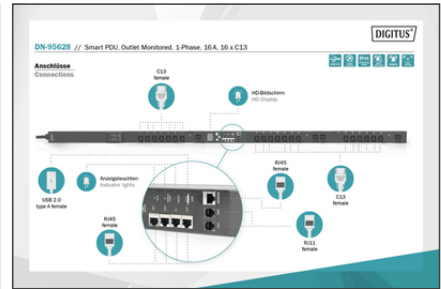 DIGITUS®
DN-95628 // Smart PDU, Outlet Monitored, 1-Phase, 16 A, 16 x C13
Anschlüsse
Connections
C13
female
HD-Bildschirm
HD Display
USB 2.0
type A female
Anzeigeleuchten
Indicator lights
RJ45
female
C13
female
RJ45
female
RJ11
female